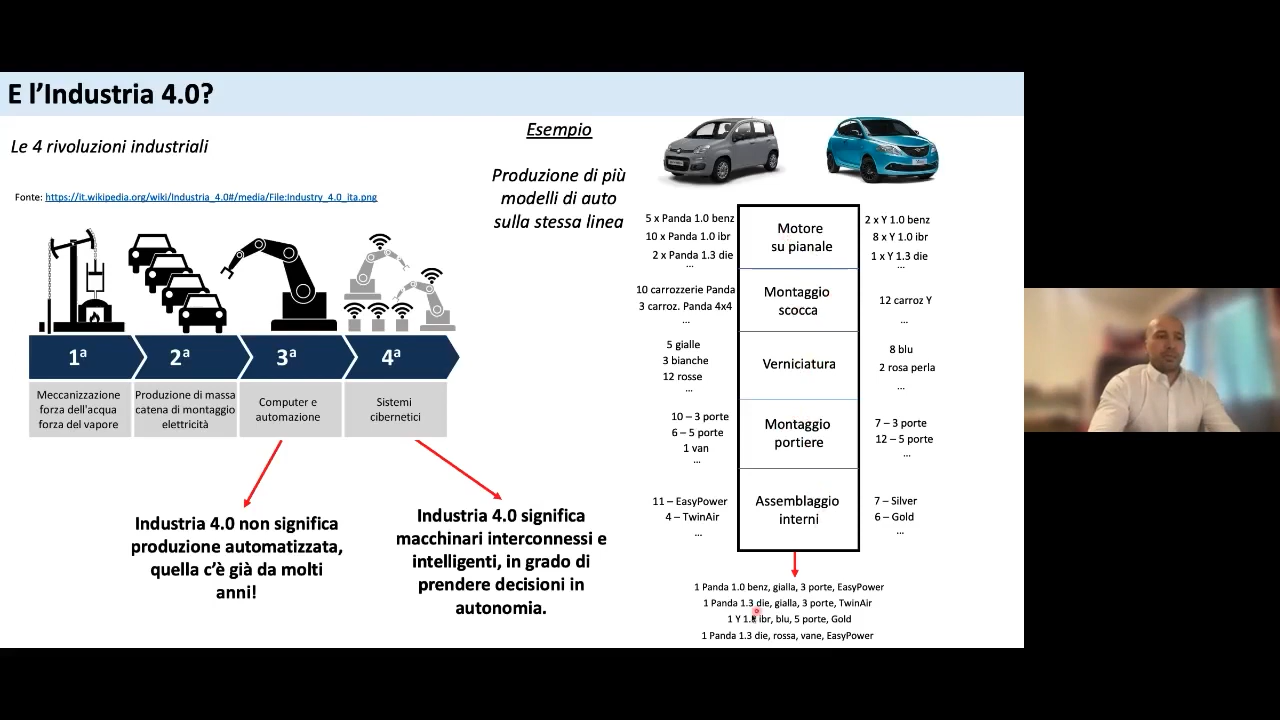 E l'Industria 4.0?
Le 4 rivoluzioni industriali
Fonte: https://it.wikipedia.org/wiki/Industria_4.0#/media/File:Industry_4.0_ita.png
1ª
2ª
3ª
4ª
Meccanizzazione
forza dell'acqua
forza del vapore
Produzione di massa
catena di montaggio
elettricità
Computer e
automazione
Sistemi
cibernetici
Industria 4.0 non significa
produzione automatizzata,
quella c'è già da molti
anni!
Industria 4.0 significa
macchinari interconnessi e
intelligenti, in grado di
prendere decisioni in
autonomia.
Esempio
Produzione di più
modelli di auto
sulla stessa linea
5 x Panda 1.0 benz
10 x Panda 1.0 ibr
2 x Panda 1.3 die
...
Motore
su pianale
2 x Y 1.0 benz
8 x Y 1.0 ibr
1 x Y 1.3 die
...
10 carrozzerie Panda
3 carroz. Panda 4x4
...
Montaggio
scocca
12 carroz Y
...
5 gialle
3 bianche
12 rosse
...
Verniciatura
8 blu
2 rosa perla
...
10 – 3 porte
6 – 5 porte
1 van
...
Montaggio
portiere
7 – 3 porte
12 – 5 porte
...
11 – EasyPower
4 – TwinAir
...
Assemblaggio
interni
7 – Silver
6 – Gold
...
1 Panda 1.0 benz, gialla, 3 porte, EasyPower
1 Panda 1.3 die, gialla, 3 porte, TwinAir
1 Y ibr, blu, 5 porte, Gold
1 Panda 1.3 die, rossa, vane, EasyPower